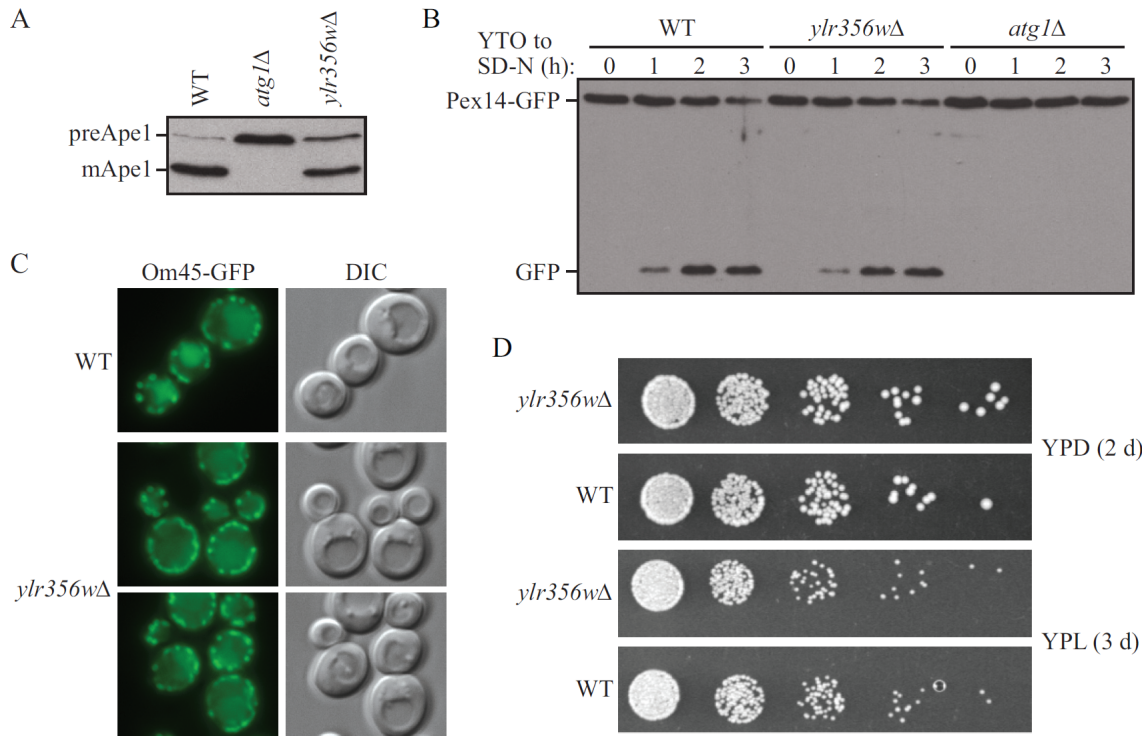 A
WT
atg1Δ
ylr356wΔ
preApe1
mApe1
B
WT ylr356wΔ atg1Δ
YTO to
SD-N (h): 0 1 2 3 0 1 2 3 0 1 2 3
Pex14-GFP
GFP
C
Om45-GFP DIC
WT
ylr356wΔ
D
ylr356wΔ
WT
YPD (2 d)
ylr356wΔ
WT
YPL (3 d)